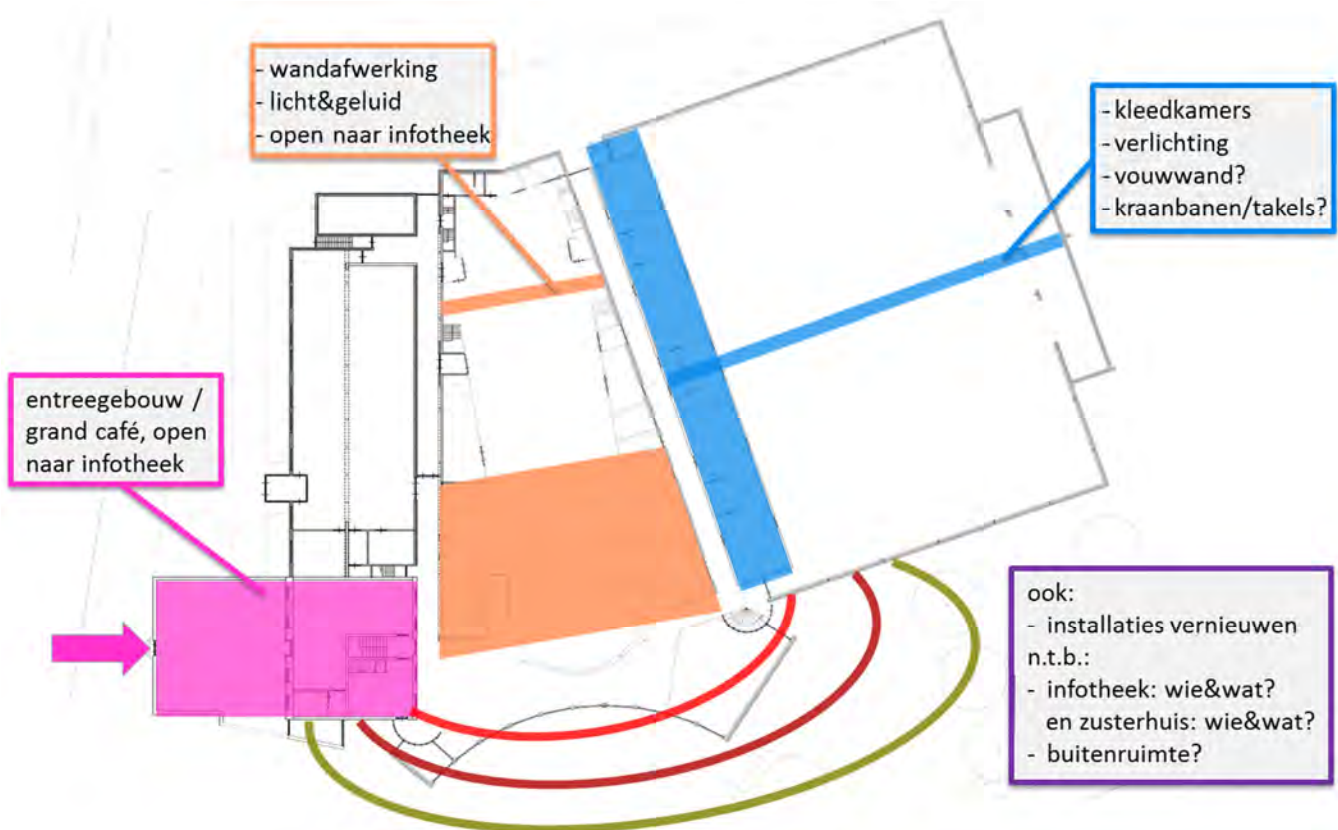 - wandafwerking
- licht&geluid
- open naar infotheek
- kleedkamers
- verlichting
- vouwwand?
- kraanbanen/takels?
entreegebouw /
grand café, open
naar infotheek
ook:
- installaties vernieuwen
n.t.b.:
- infotheek: wie&wat?
en zusterhuis: wie&wat?
- buitenruimte?